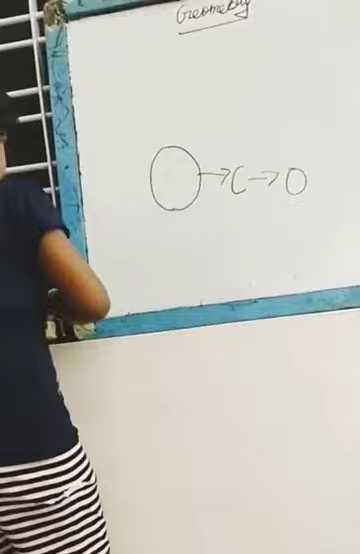 Geometry
→ C → O